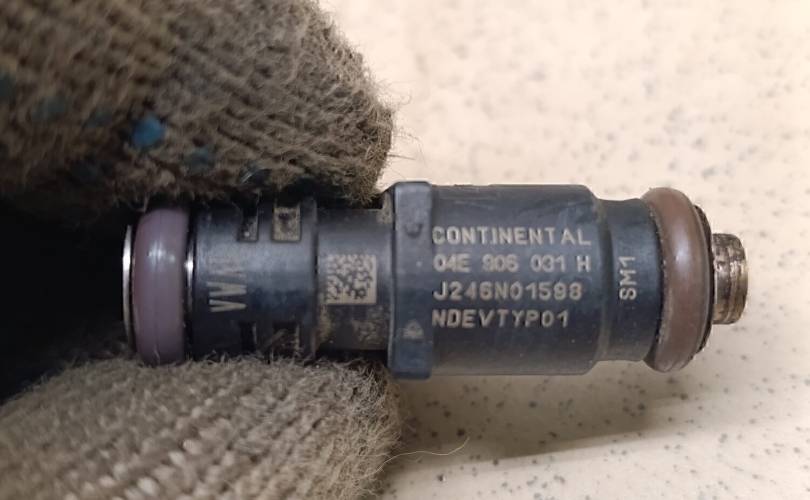 CONTINENTAL
04E 906 031 H
J246N01598
NDEVTYP01
SM1